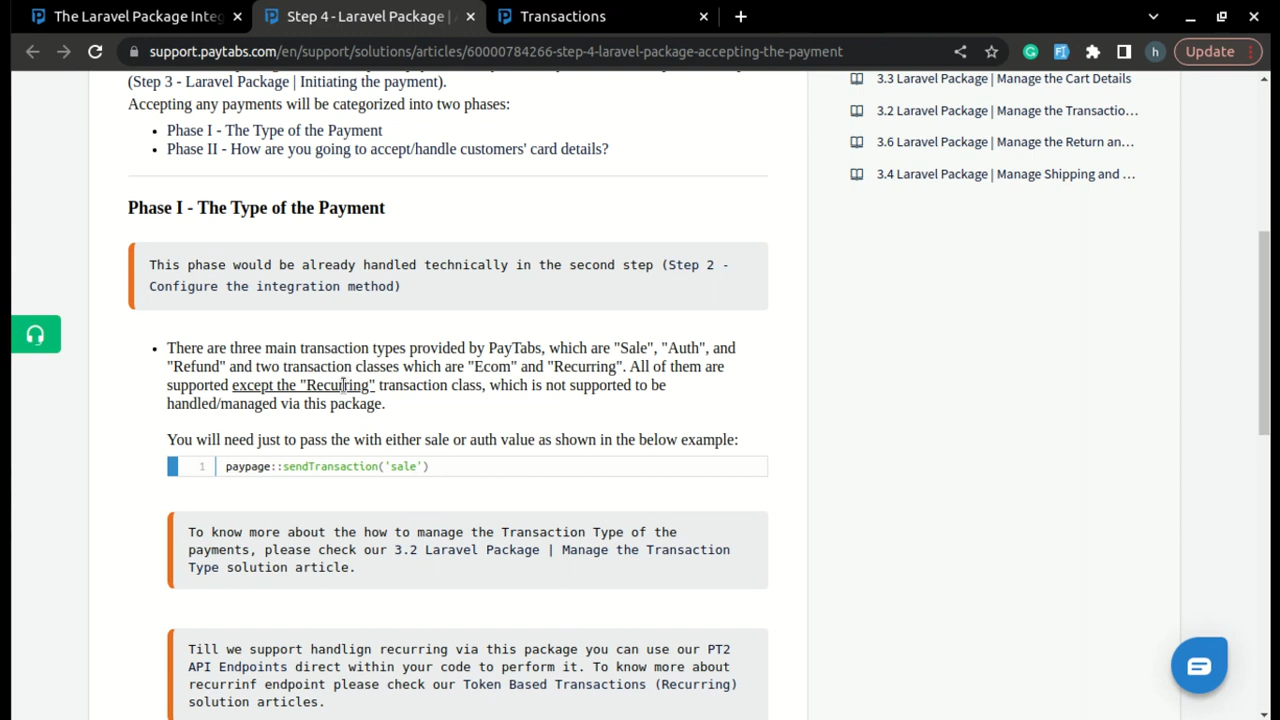 The Laravel Package Integ
Step 4 - Laravel Package |
Transactions
support.paytabs.com/en/support/solutions/articles/60000784266-step-4-laravel-package-accepting-the-payment
h
Update
(Step 3 - Laravel Package | Initiating the payment).
Accepting any payments will be categorized into two phases:
• Phase I - The Type of the Payment
• Phase II - How are you going to accept/handle customers' card details?
Phase I - The Type of the Payment
This phase would be already handled technically in the second step (Step 2 -
Configure the integration method)
• There are three main transaction types provided by PayTabs, which are "Sale", "Auth", and
"Refund" and two transaction classes which are "Ecom" and "Recurring". All of them are
supported except the "Recurring" transaction class, which is not supported to be
handled/managed via this package.
You will need just to pass the with either sale or auth value as shown in the below example:
1 paypage::sendTransaction('sale')
To know more about the how to manage the Transaction Type of the
payments, please check our 3.2 Laravel Package | Manage the Transaction
Type solution article.
Till we support handlign recurring via this package you can use our PT2
API Endpoints direct within your code to perform it. To know more about
recurrinf endpoint please check our Token Based Transactions (Recurring)
solution articles.
3.3 Laravel Package | Manage the Cart Details
3.2 Laravel Package | Manage the Transactio...
3.6 Laravel Package | Manage the Return an...
3.4 Laravel Package | Manage Shipping and ...